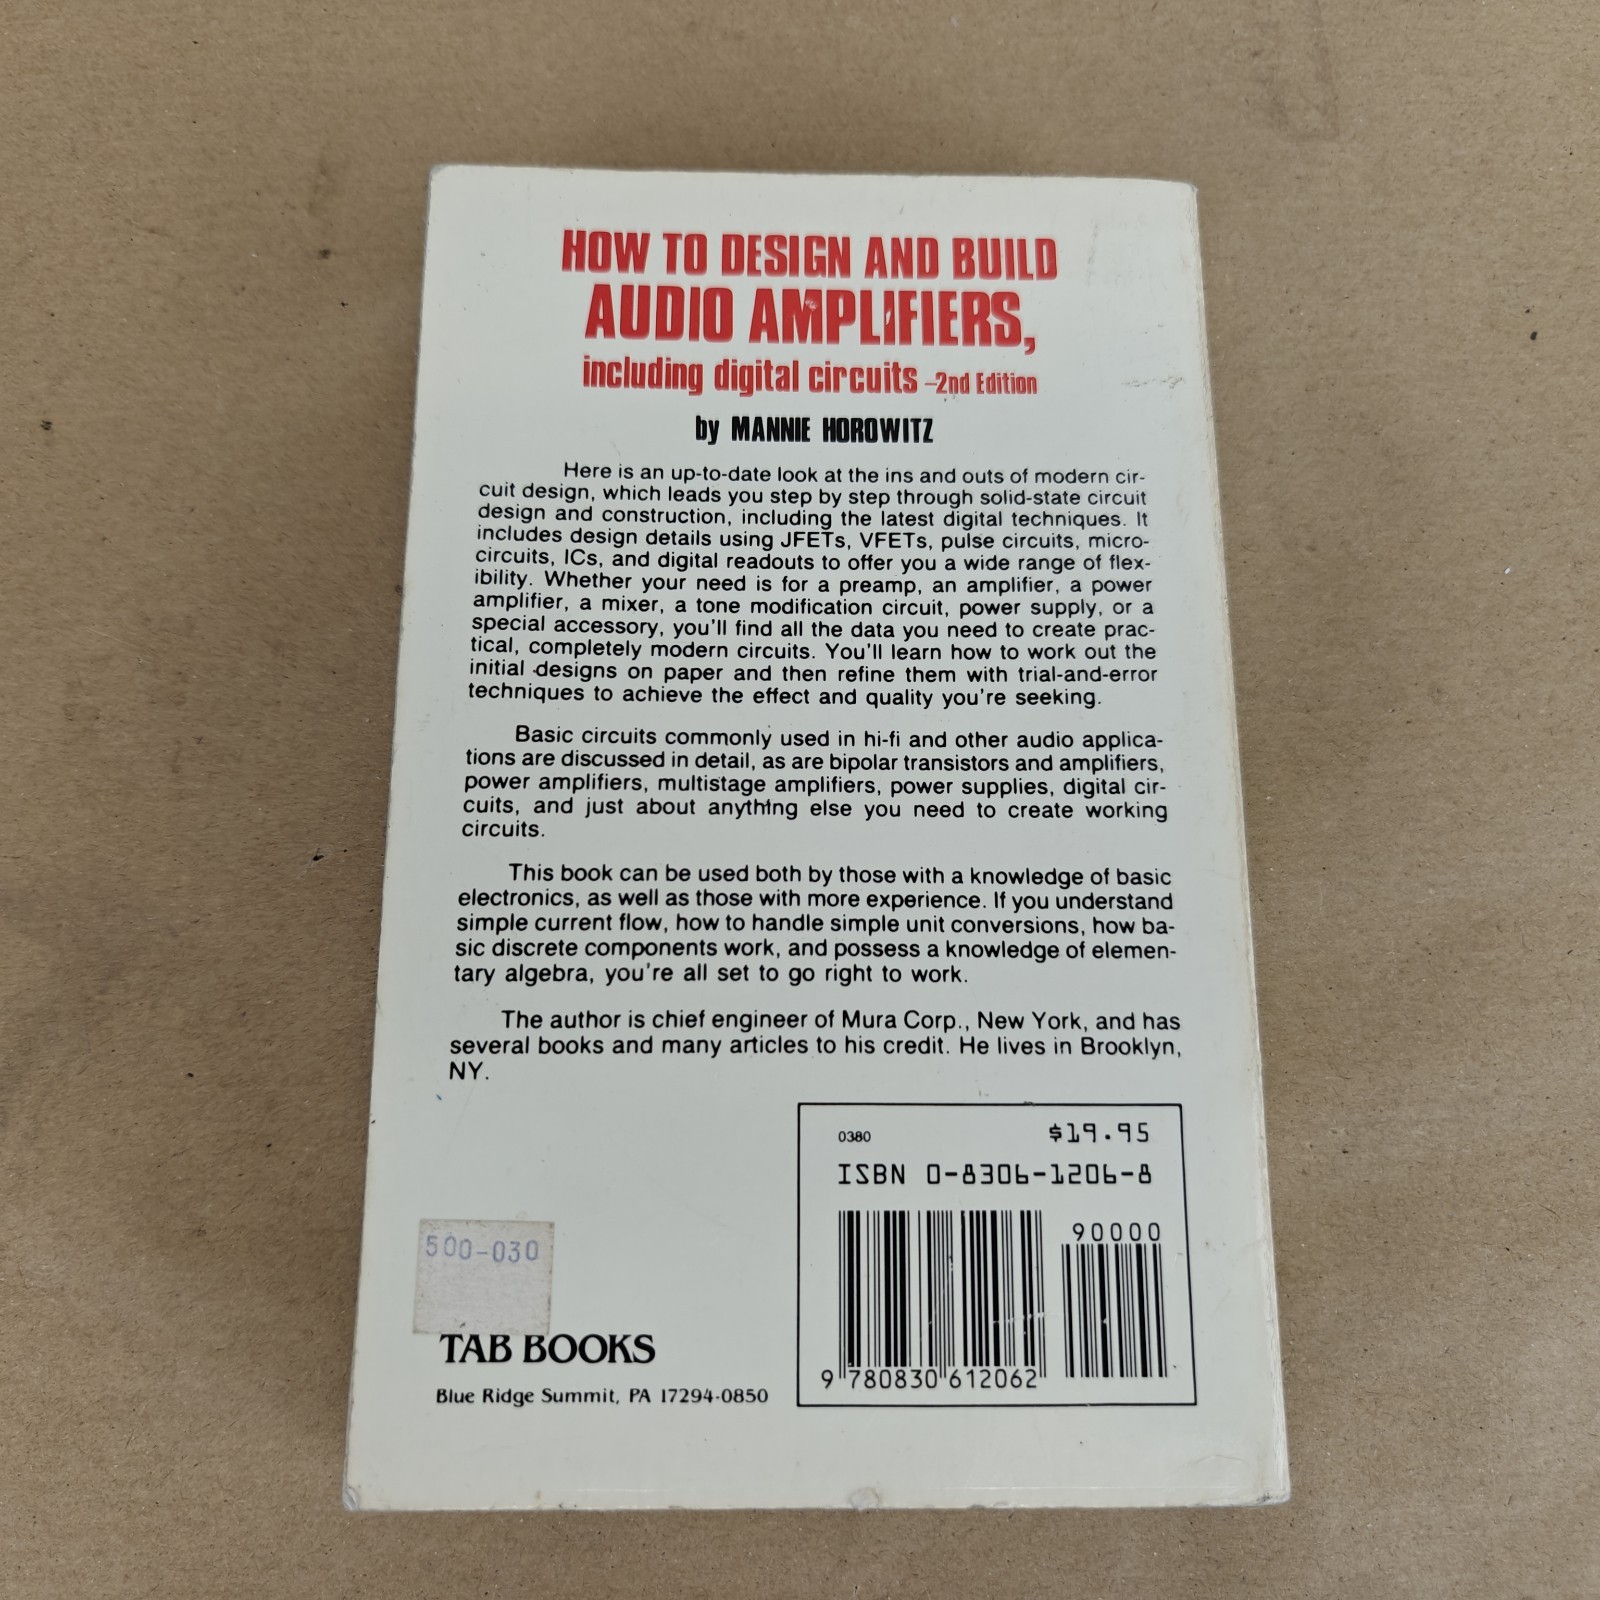 HOW TO DESIGN AND BUILD
AUDIO AMPLIFIERS,
including digital circuits –2nd Edition
by MANNIE HOROWITZ
Here is an up-to-date look at the ins and outs of modern cir-
cuit design, which leads you step by step through solid-state circuit
design and construction, including the latest digital techniques. It
includes design details using JFETs, VFETs, pulse circuits, micro-
circuits, ICs, and digital readouts to offer you a wide range of flex-
ibility. Whether your need is for a preamp, an amplifier, a power
amplifier, a mixer, a tone modification circuit, power supply, or a
special accessory, you'll find all the data you need to create prac-
tical, completely modern circuits. You'll learn how to work out the
initial designs on paper and then refine them with trial-and-error
techniques to achieve the effect and quality you're seeking.
Basic circuits commonly used in hi-fi and other audio applica-
tions are discussed in detail, as are bipolar transistors and amplifiers,
power amplifiers, multistage amplifiers, power supplies, digital cir-
cuits, and just about anything else you need to create working
circuits.
This book can be used both by those with a knowledge of basic
electronics, as well as those with more experience. If you understand
simple current flow, how to handle simple unit conversions, how ba-
sic discrete components work, and possess a knowledge of elemen-
tary algebra, you're all set to go right to work.
The author is chief engineer of Mura Corp., New York, and has
several books and many articles to his credit. He lives in Brooklyn,
NY.
0380 $19.95
ISBN 0-8306-1206-8
90000
9 780830 612062
500-030
TAB BOOKS
Blue Ridge Summit, PA 17294-0850